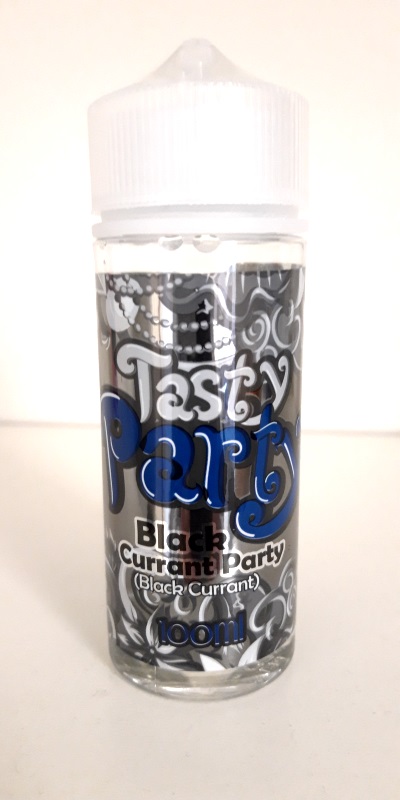 Tasty
Party
Black
Currant Party
(Black Currant)
100ml